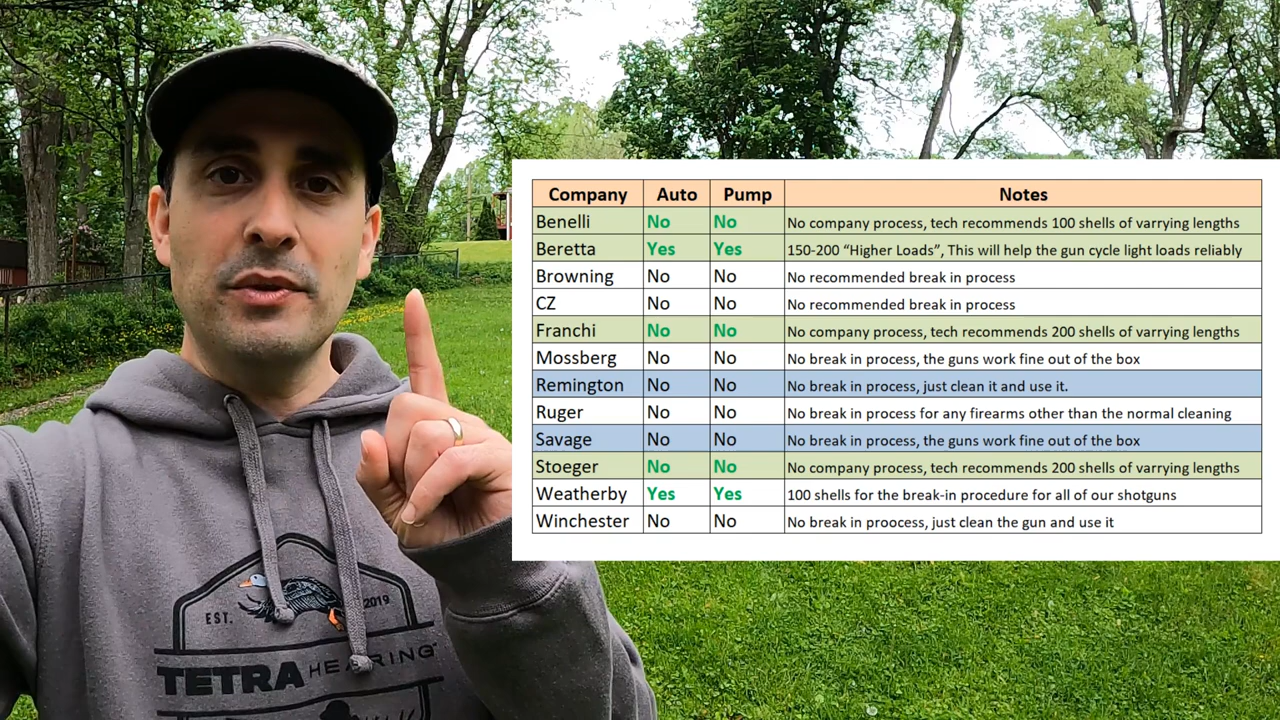 Company Auto Pump Notes
Benelli No No No company process, tech recommends 100 shells of varrying lengths
Beretta Yes Yes 150-200 “Higher Loads”, This will help the gun cycle light loads reliably
Browning No No No recommended break in process
CZ No No No recommended break in process
Franchi No No No company process, tech recommends 200 shells of varrying lengths
Mossberg No No No break in process, the guns work fine out of the box
Remington No No No break in process, just clean it and use it.
Ruger No No No break in process for any firearms other than the normal cleaning
Savage No No No break in process, the guns work fine out of the box
Stoeger No No No company process, tech recommends 200 shells of varrying lengths
Weatherby Yes Yes 100 shells for the break-in procedure for all of our shotguns
Winchester No No No break in proocess, just clean the gun and use it
EST. 2019
TETRA HEARING